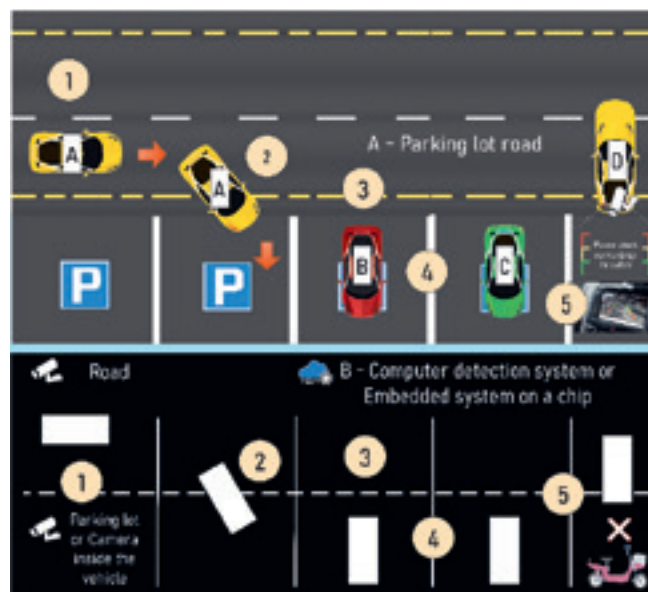 1
A
A
2
A - Parking lot road
D
3
P
P
B
4
C
5
Road
B - Computer detection system or
Embedded system on a chip
1
2
3
4
5
Parking lot
or Camera
inside the
vehicle